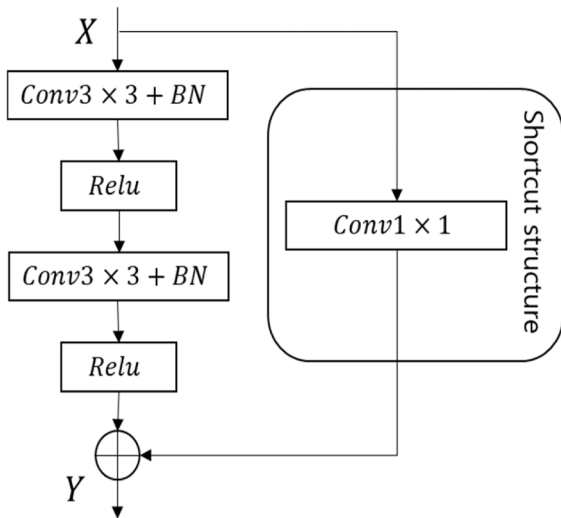 X
Conv3 × 3 + BN
Relu
Conv3 × 3 + BN
Relu
Y
Conv1 × 1
Shortcut structure